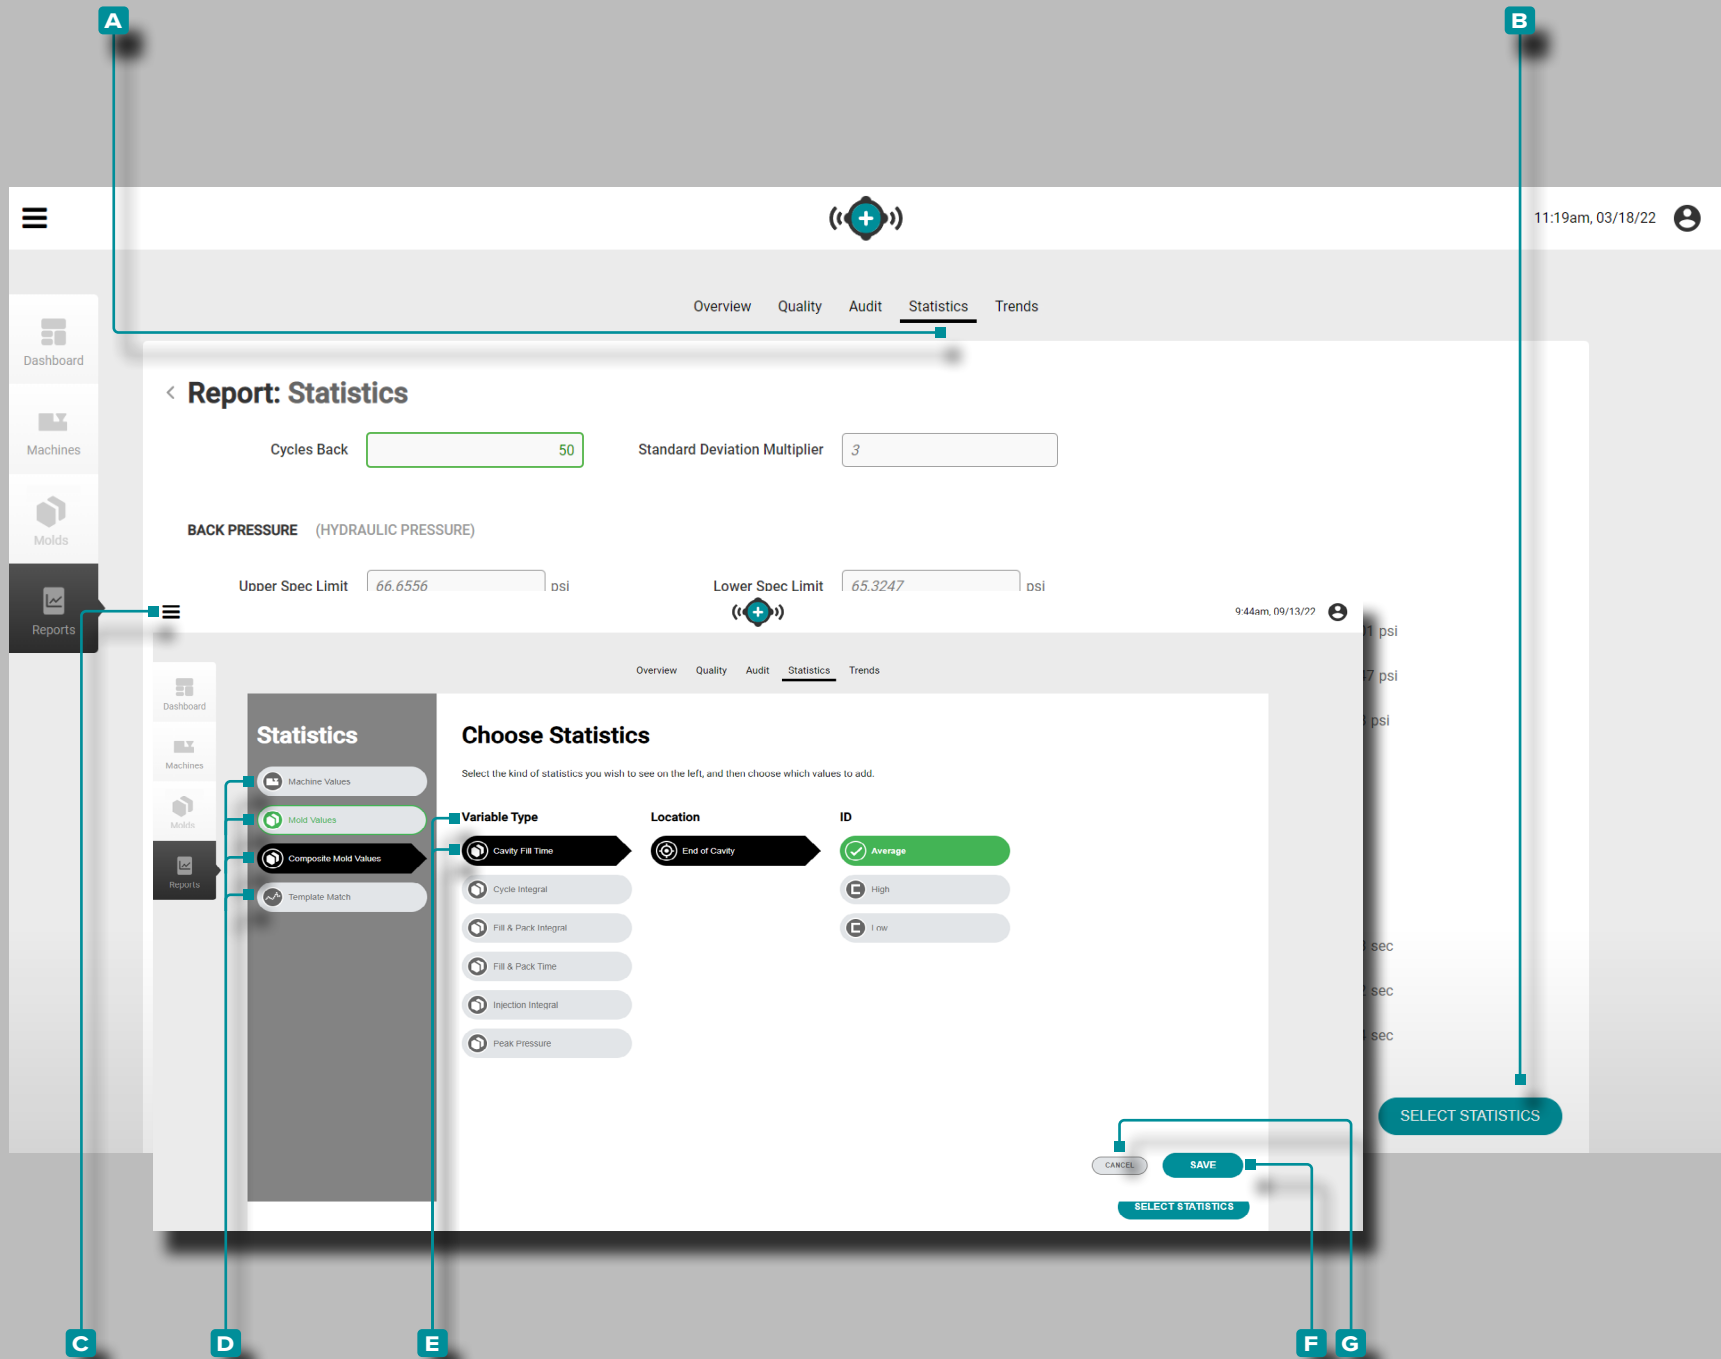 A
B
11:19am, 03/18/22
Overview Quality Audit Statistics Trends
Dashboard
Machines
Molds
Reports
< Report: Statistics
Cycles Back 50 Standard Deviation Multiplier 3
BACK PRESSURE (HYDRAULIC PRESSURE)
Upper Spec Limit 66.6556 psi Lower Spec Limit 65.3247 psi
psi
psi
psi
sec
sec
sec
SELECT STATISTICS
9:44am, 09/13/22
Overview Quality Audit Statistics Trends
Dashboard
Machines
Molds
Reports
Statistics
Machine Values
Mold Values
Composite Mold Values
Template Match
Choose Statistics
Select the kind of statistics you wish to see on the left, and then choose which values to add.
Variable Type Location ID
Cavity Fill Time End of Cavity Average
Cycle Integral High
Fill & Pack Integral Low
Fill & Pack Time
Injection Integral
Peak Pressure
CANCEL SAVE
SELECT STATISTICS
C D E F G